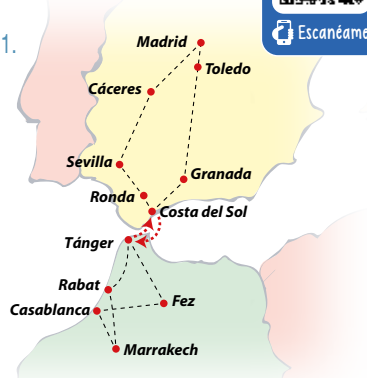 1.
Escanéame
Madrid
Toledo
Cáceres
Sevilla
Granada
Ronda
Costa del Sol
Tánger
Rabat
Casablanca
Fez
Marrakech